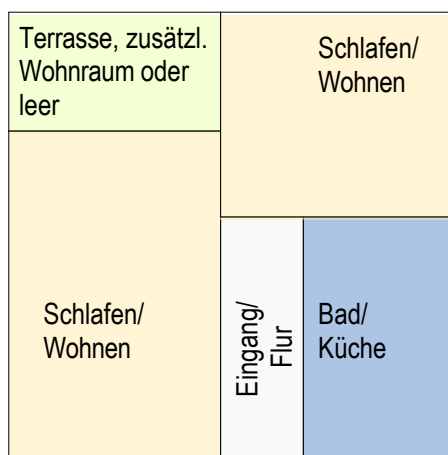 Terrasse, zusätzl.
Wohnraum oder
leer
Schlafen/
Wohnen
Schlafen/
Wohnen
Eingang/
Flur
Bad/
Küche